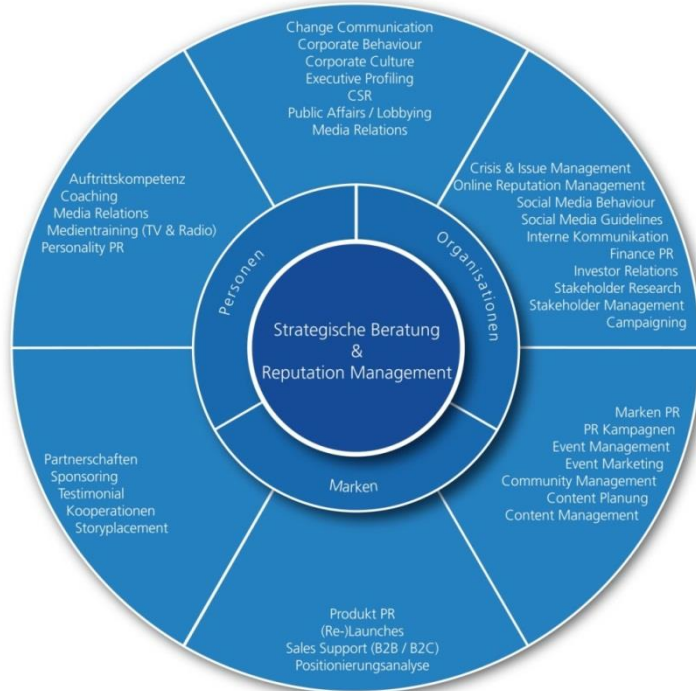 Change Communication
Corporate Behaviour
Corporate Culture
Executive Profiling
CSR
Public Affairs / Lobbying
Media Relations
Auftrittskompetenz
Coaching
Media Relations
Medientraining (TV & Radio)
Personality PR
Crisis & Issue Management
Online Reputation Management
Social Media Behaviour
Social Media Guidelines
Interne Kommunikation
Finance PR
Investor Relations
Stakeholder Research
Stakeholder Management
Campaigning
Personen
Organisationen
Strategische Beratung
&
Reputation Management
Marken
Partnerschaften
Sponsoring
Testimonial
Kooperationen
Storyplacement
Marken PR
PR Kampagnen
Event Management
Event Marketing
Community Management
Content Planung
Content Management
Produkt PR
(Re-)Launches
Sales Support (B2B / B2C)
Positionierungsanalyse